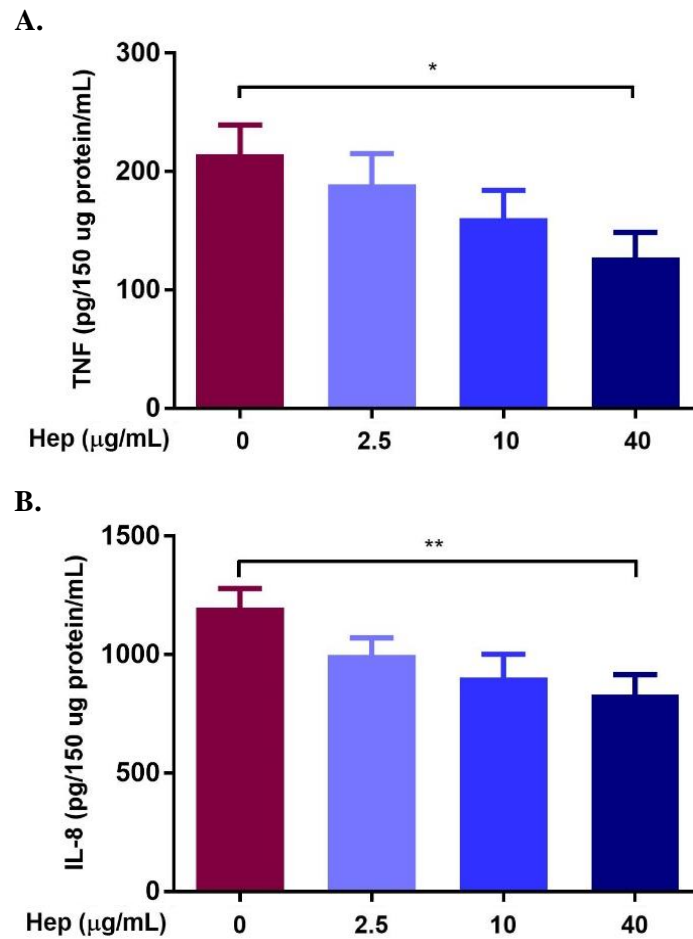 A.
TNF (pg/150 ug protein/mL)
300
200
100
0
*
Hep (μg/mL) 0 2.5 10 40
B.
IL-8 (pg/150 ug protein/mL)
1500
1000
500
0
**
Hep (μg/mL) 0 2.5 10 40